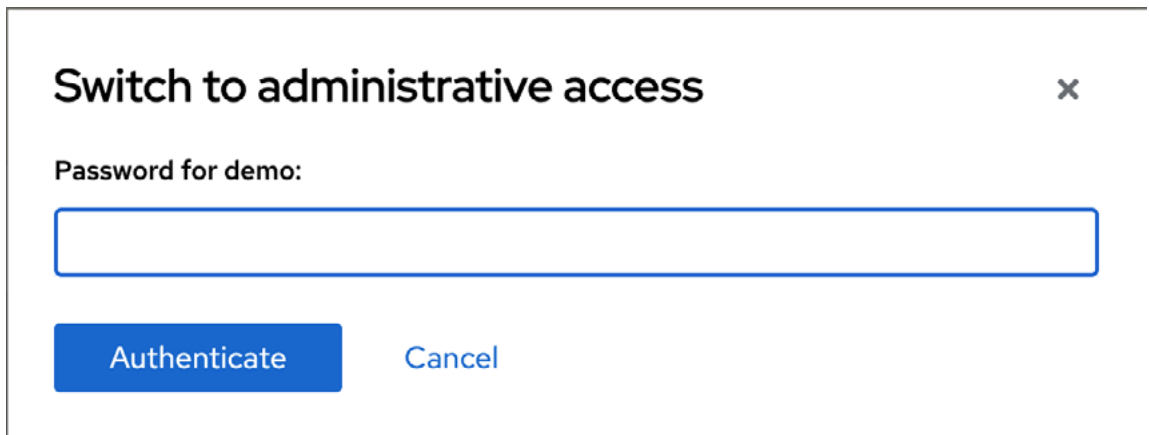 Switch to administrative access
Password for demo:
Authenticate Cancel